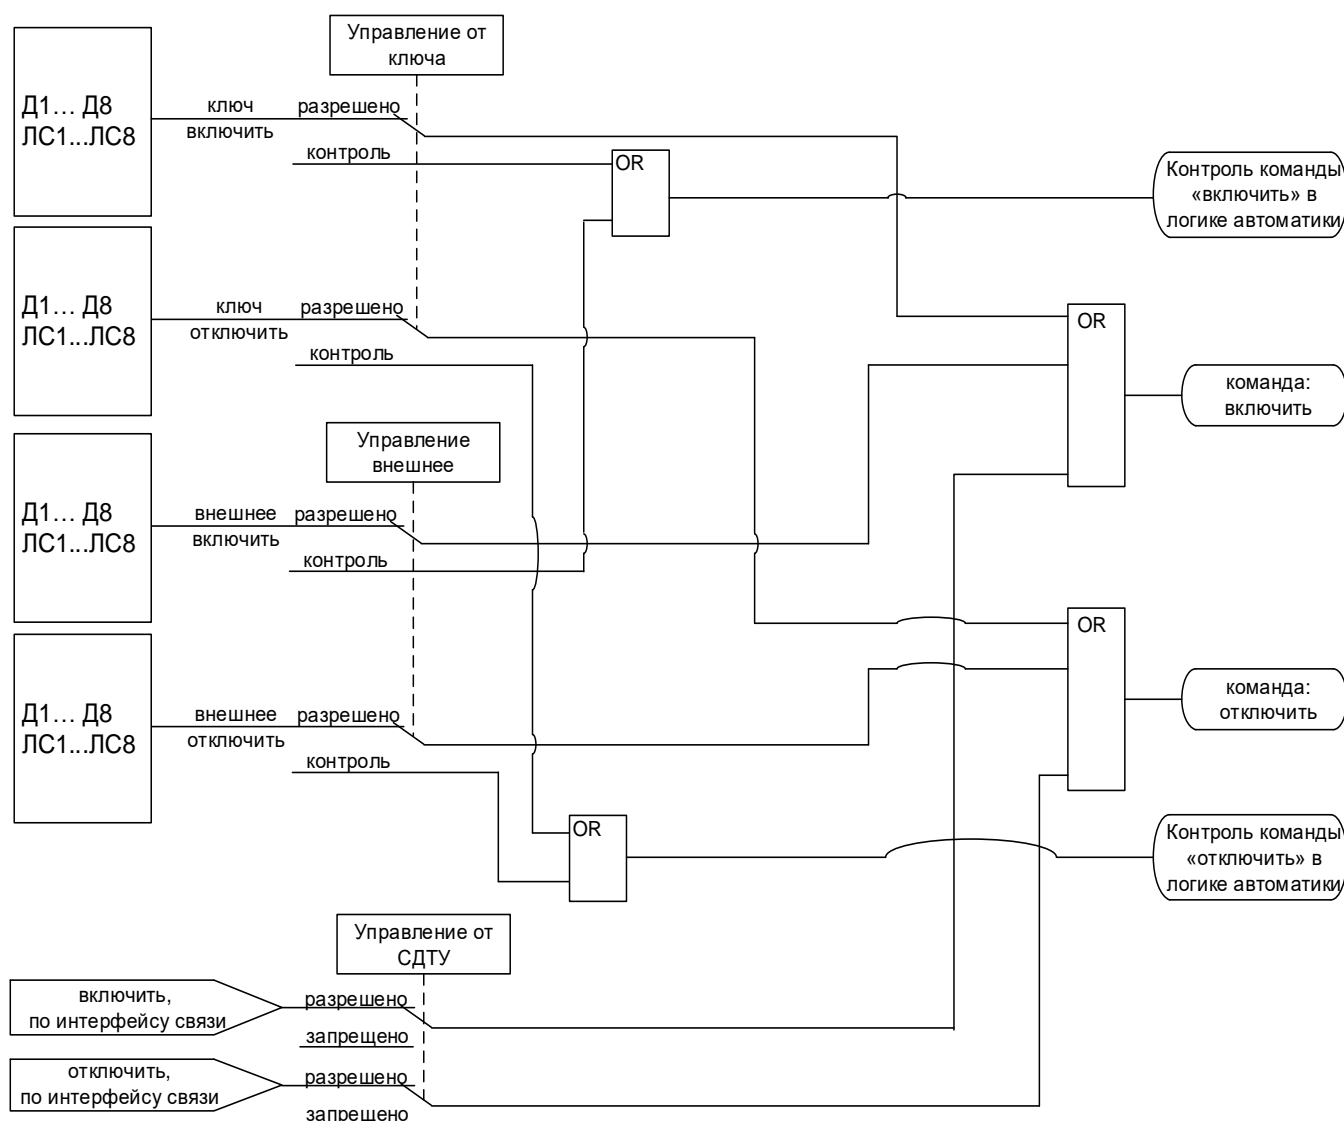 Управление от
ключа
Д1... Д8
ЛС1...ЛС8
ключ
включить
разрешено
контроль
OR
Контроль команды
«включить» в
логике автоматики
Д1... Д8
ЛС1...ЛС8
ключ
отключить
разрешено
контроль
OR
команда:
включить
Управление
внешнее
Д1... Д8
ЛС1...ЛС8
внешнее
включить
разрешено
контроль
OR
команда:
отключить
Д1... Д8
ЛС1...ЛС8
внешнее
отключить
разрешено
контроль
OR
Контроль команды
«отключить» в
логике автоматики
Управление от
СДТУ
включить,
по интерфейсу связи
разрешено
запрещено
отключить,
по интерфейсу связи
разрешено
запрещено